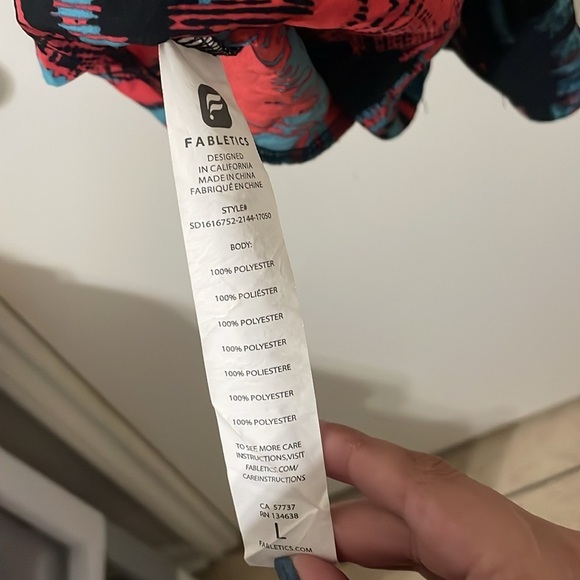 FABLETICS
DESIGNED
IN CALIFORNIA
MADE IN CHINA
FABRIQUÉ EN CHINE
STYLE#
SD1616752-2144-17050
BODY:
100% POLYESTER
100% POLIÉSTER
100% POLYESTER
100% POLYESTER
100% POLIESTERE
100% POLYESTER
100% POLYESTER
TO SEE MORE CARE
INSTRUCTIONS,VISIT
FABLETICS.COM/
CAREINSTRUCTIONS
CA 57737
RN 134638
L
FABLETICS.COM